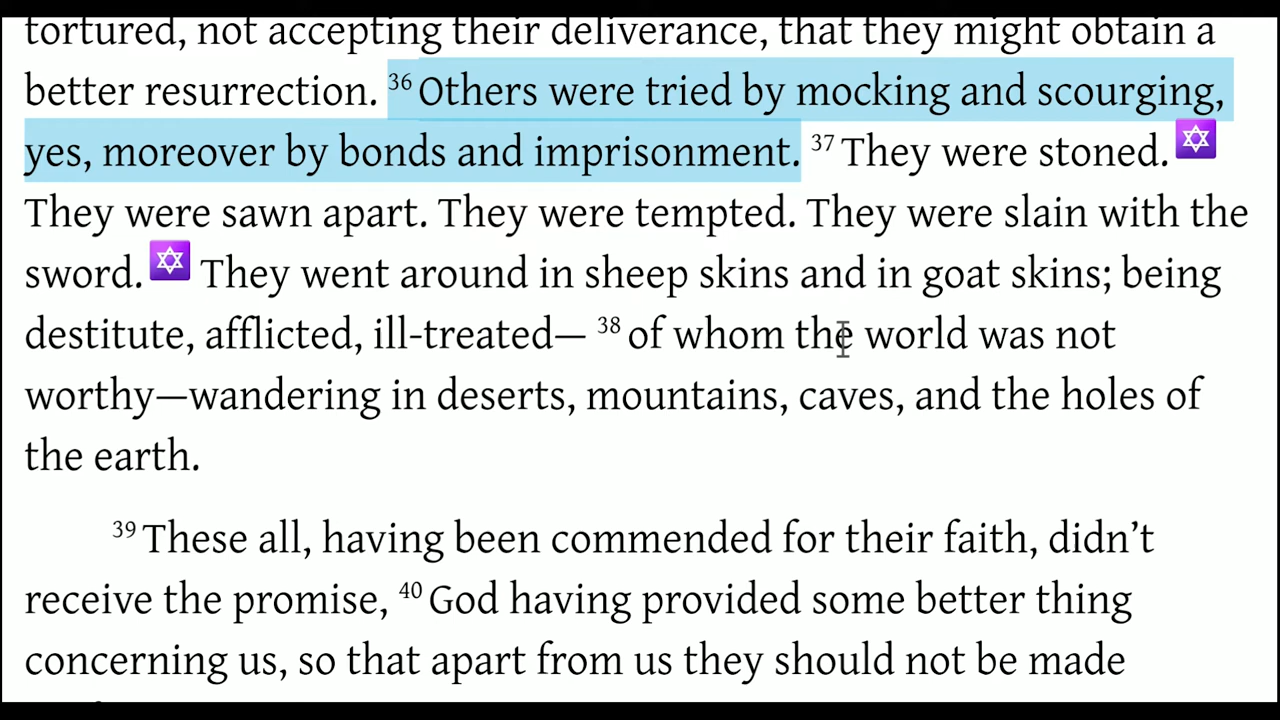 tortured, not accepting their deliverance, that they might obtain a
better resurrection. 36 Others were tried by mocking and scourging,
yes, moreover by bonds and imprisonment. 37 They were stoned. ✡
They were sawn apart. They were tempted. They were slain with the
sword. ✡ They went around in sheep skins and in goat skins; being
destitute, afflicted, ill-treated— 38 of whom the world was not
worthy—wandering in deserts, mountains, caves, and the holes of
the earth.
39 These all, having been commended for their faith, didn’t
receive the promise, 40 God having provided some better thing
concerning us, so that apart from us they should not be made